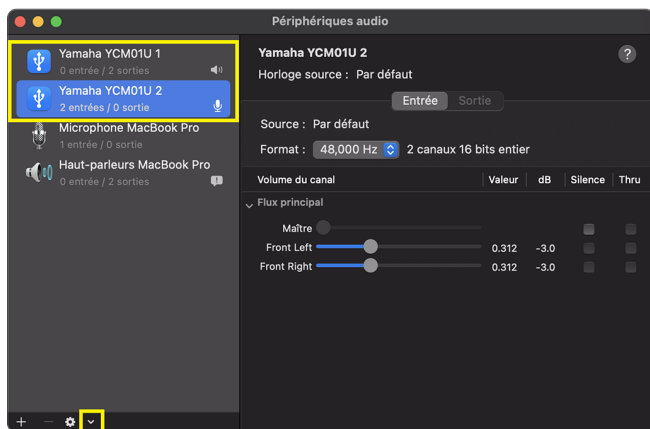 Périphériques audio
Yamaha YCM01U 1
0 entrée / 2 sorties
Yamaha YCM01U 2
2 entrées / 0 sortie
Microphone MacBook Pro
1 entrée / 0 sortie
Haut-parleurs MacBook Pro
0 entrée / 2 sorties
Yamaha YCM01U 2
?
Horloge source : Par défaut
Entrée Sortie
Source : Par défaut
Format : 48,000 Hz 2 canaux 16 bits entier
Volume du canal Valeur dB Silence Thru
Flux principal
Maître
Front Left 0.312 -3.0
Front Right 0.312 -3.0